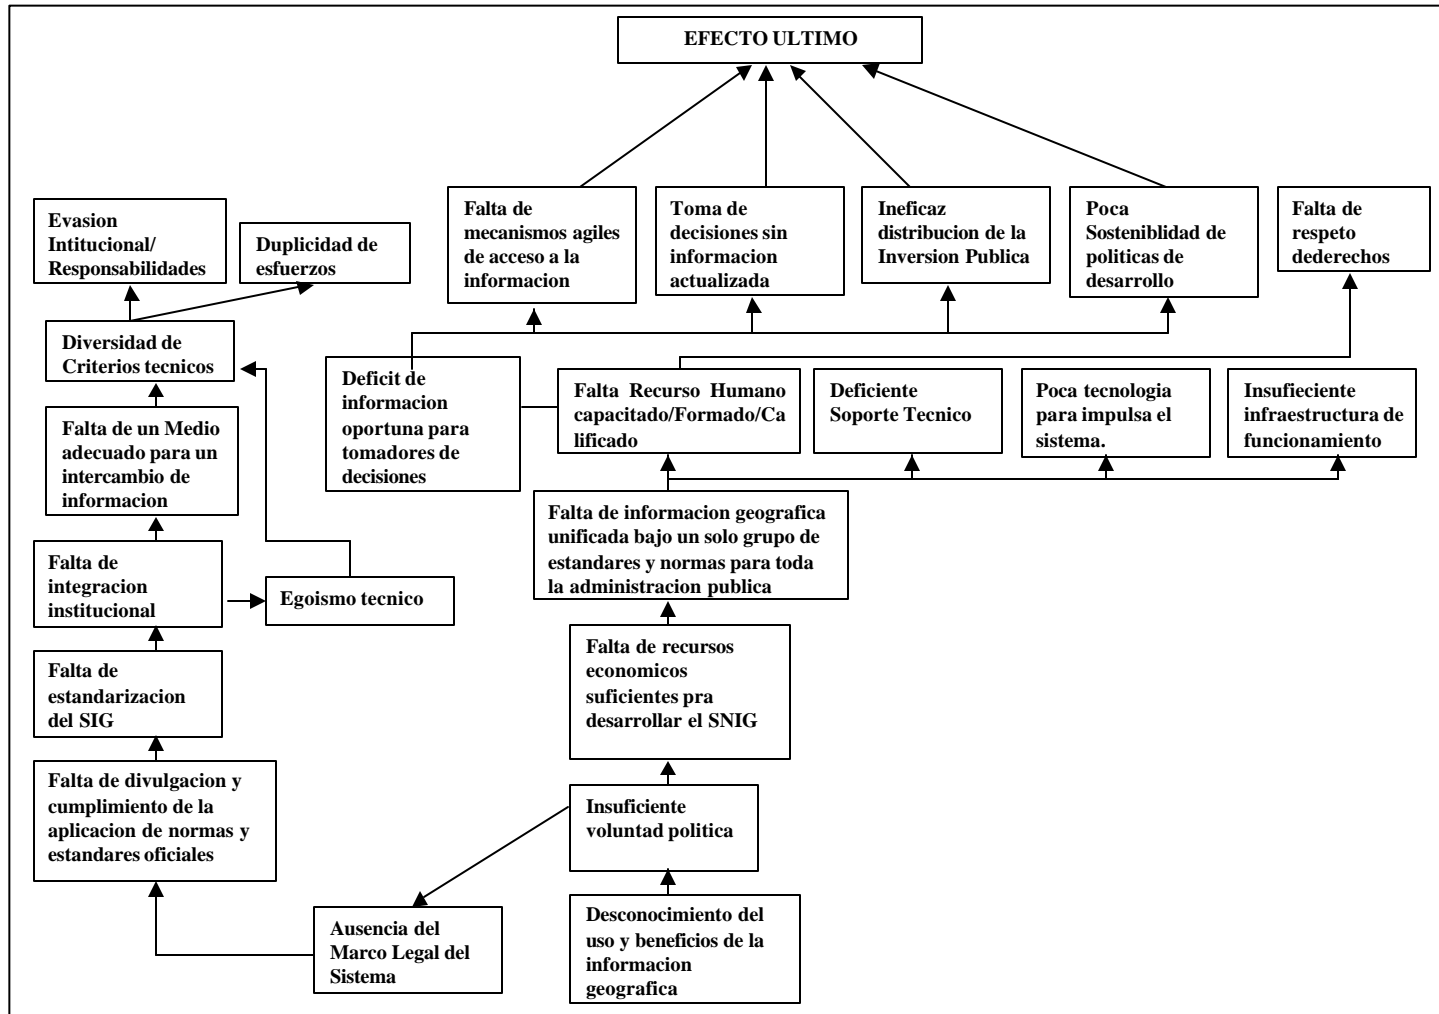 EFECTO ULTIMO
Evasion
Intitucional/
Responsabilidades
Duplicidad de
esfuerzos
Falta de
mecanismos agiles
de acceso a la
informacion
Toma de
decisiones sin
informacion
actualizada
Ineficaz
distribucion de la
Inversion Publica
Poca
Sosteniblidad de
politicas de
desarrollo
Falta de
respeto
dederechos
Diversidad de
Criterios tecnicos
Deficit de
informacion
oportuna para
tomadores de
decisiones
Falta Recurso Humano
capacitado/Formado/Ca
lificado
Deficiente
Soporte Tecnico
Poca tecnologia
para impulsa el
sistema.
Insufieciente
infraestructura de
funcionamiento
Falta de un Medio
adecuado para un
intercambio de
informacion
Falta de informacion geografica
unificada bajo un solo grupo de
estandares y normas para toda
la administracion publica
Falta de
integracion
institucional
Egoismo tecnico
Falta de
estandarizacion
del SIG
Falta de recursos
economicos
suficientes pra
desarrollar el SNIG
Falta de divulgacion y
cumplimiento de la
aplicacion de normas y
estandares oficiales
Insuficiente
voluntad politica
Ausencia del
Marco Legal del
Sistema
Desconocimiento del
uso y beneficios de la
informacion
geografica